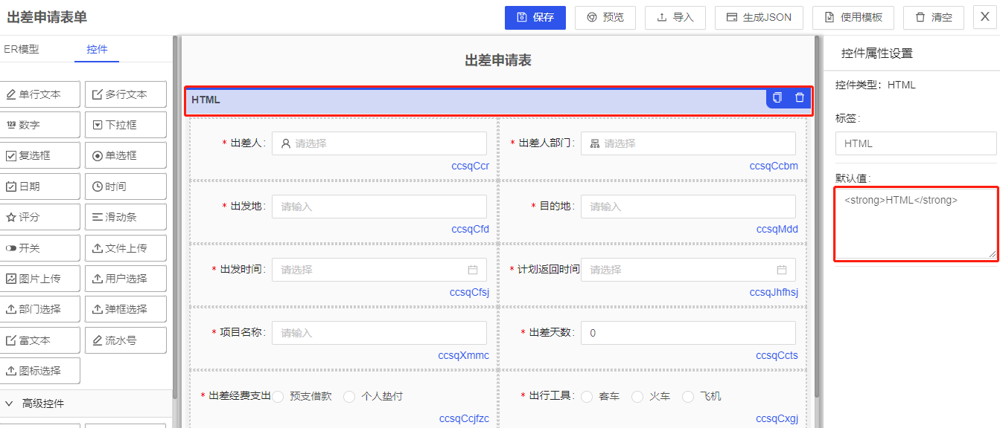 出差申请表单
保存 预览 导入 生成JSON 使用模板 清空 X
ER模型 控件
单行文本 多行文本
数字 下拉框
复选框 单选框
日期 时间
评分 滑动条
开关 文件上传
图片上传 用户选择
部门选择 弹框选择
富文本 流水号
图标选择
高级控件
出差申请表
HTML
* 出差人: 请选择 * 出差人部门: 请选择
ccsqCcr ccsqCcbm
* 出发地: 请输入 * 目的地: 请输入
ccsqCfd ccsqMdd
* 出发时间: 请选择 * 计划返回时间 请选择
ccsqCfsj ccsqJhfhsj
* 项目名称: 请输入 * 出差天数: 0
ccsqXmmc ccsqCcts
* 出差经费支出 预支借款 个人垫付 * 出行工具: 客车 火车 飞机
ccsqCcjfzc ccsqCxgj
控件属性设置
控件类型: HTML
标签:
HTML
默认值:
<strong>HTML</strong>